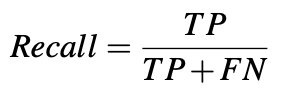 Recall = TP / TP + FN